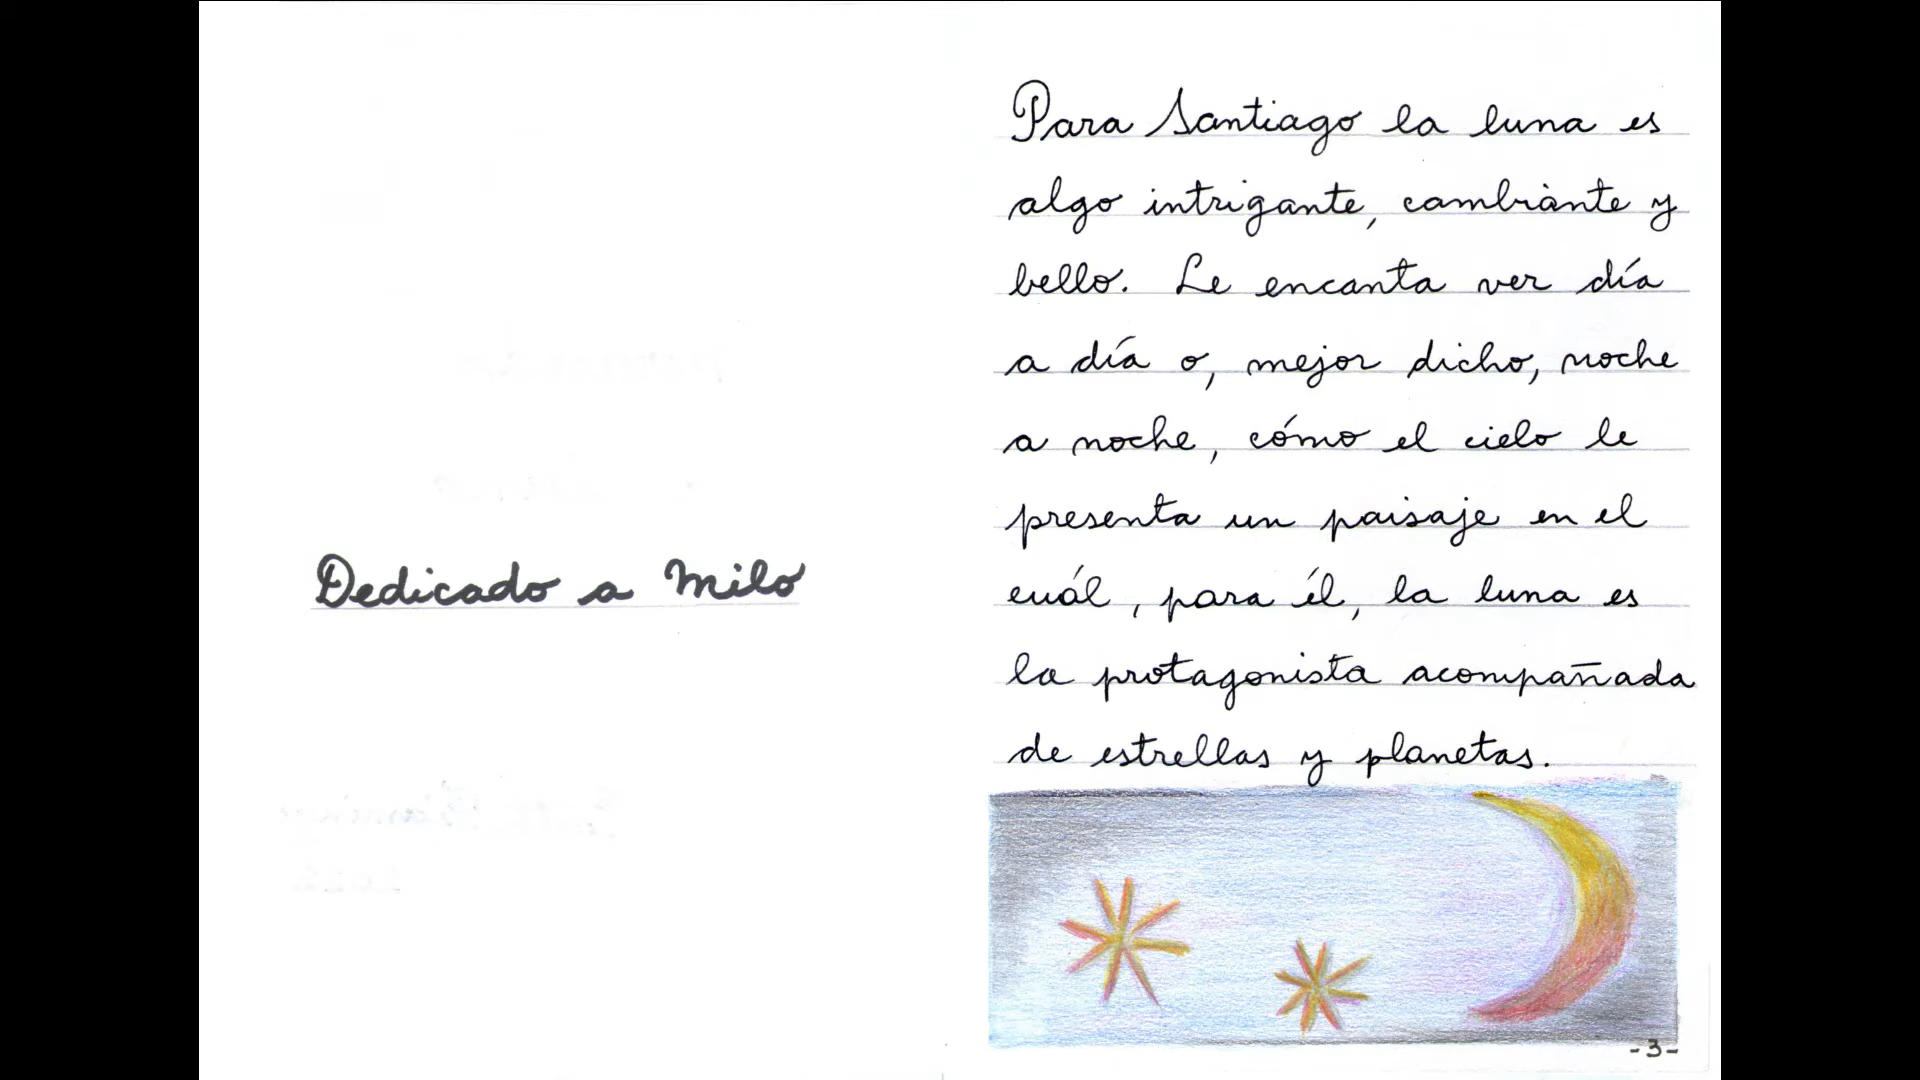 Dedicado a Milo
Para Santiago la luna es
algo intrigante, cambiante y
bello. Le encanta ver día
a día o, mejor dicho, noche
a noche, cómo el cielo le
presenta un paisaje en el
cuál, para él, la luna es
la protagonista acompañada
de estrellas y planetas.
-3-